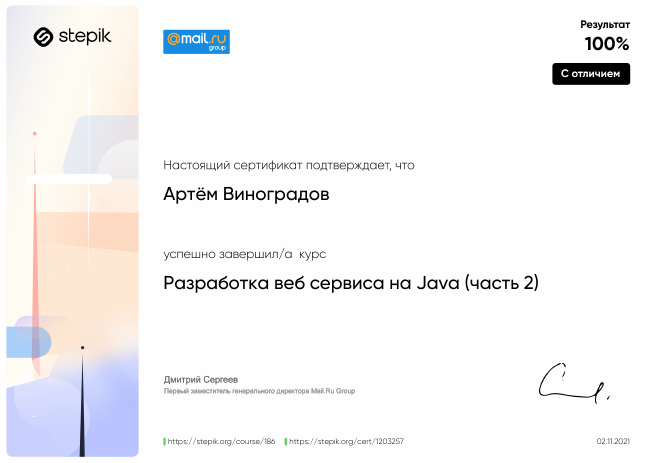 stepik
@mail.ru
group
Результат
100%
С отличием
Настоящий сертификат подтверждает, что
Артём Виноградов
успешно завершил/а курс
Разработка веб сервиса на Java (часть 2)
Дмитрий Сергеев
Первый заместитель генерального директора Mail.Ru Group
https://stepik.org/course/186 https://stepik.org/cert/1203257
02.11.2021